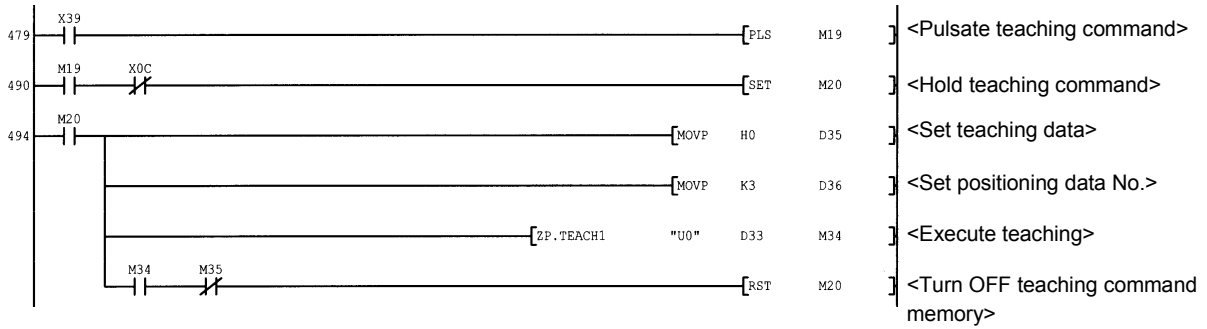 X39
479 PLS M19 <Pulsate teaching command>
M19 X0C
490 SET M20 <Hold teaching command>
M20
494 MOVP H0 D35 <Set teaching data>
MOVP K3 D36 <Set positioning data No.>
ZP.TEACH1 "U0" D33 M34 <Execute teaching>
M34 M35
RST M20 <Turn OFF teaching command
memory>